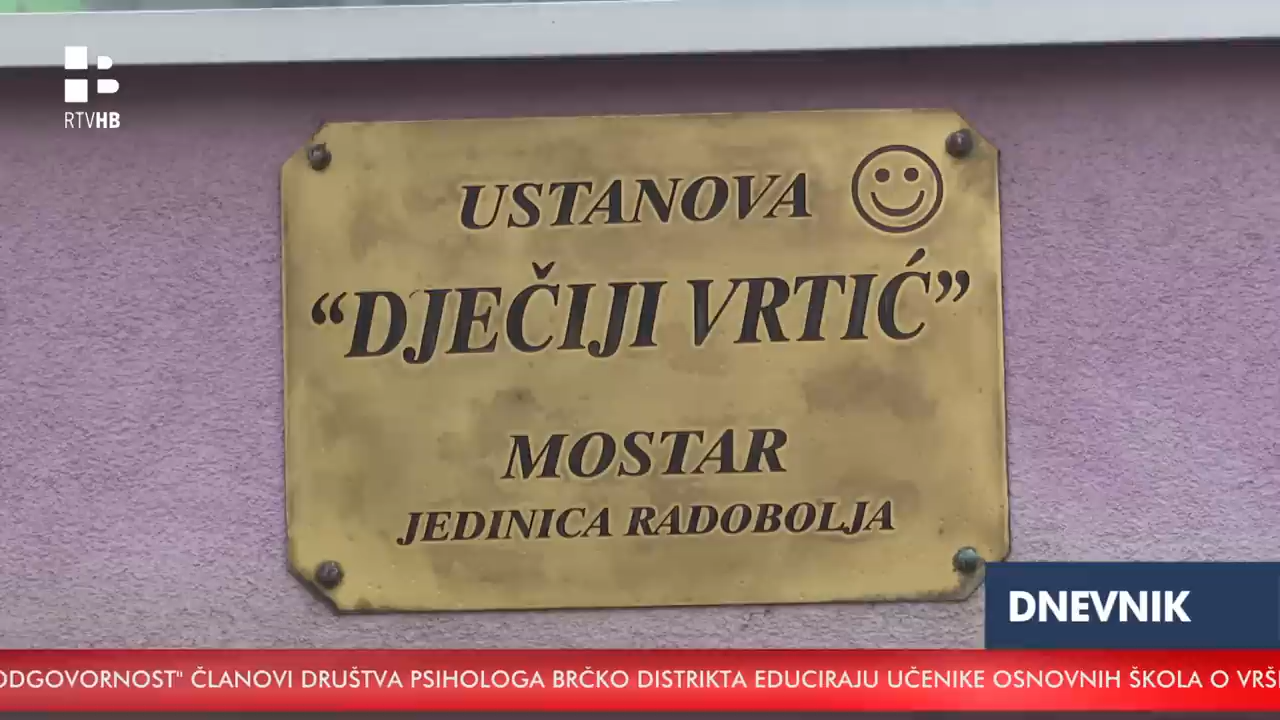 RTVHB
USTANOVA
“DJEČIJI VRTIĆ”
MOSTAR
JEDINICA RADOBOLJA
DNEVNIK
ODGOVORNOST" ČLANOVI DRUŠTVA PSIHOLOGA BRČKO DISTRIKTA EDUCIRAJU UČENIKE OSNOVNIH ŠKOLA O